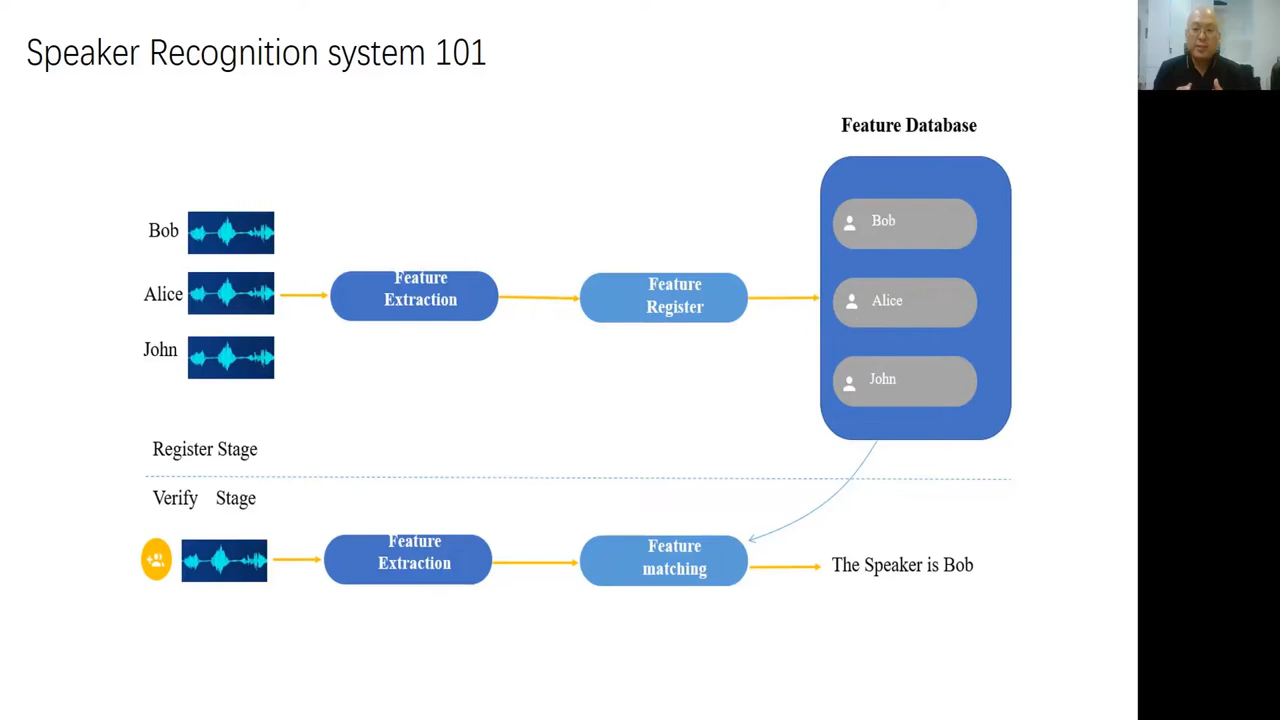 Speaker Recognition system 101
Feature Database
Bob
Alice
John
Feature
Extraction
Feature
Register
Bob
Alice
John
Register Stage
Verify Stage
Feature
Extraction
Feature
matching
The Speaker is Bob